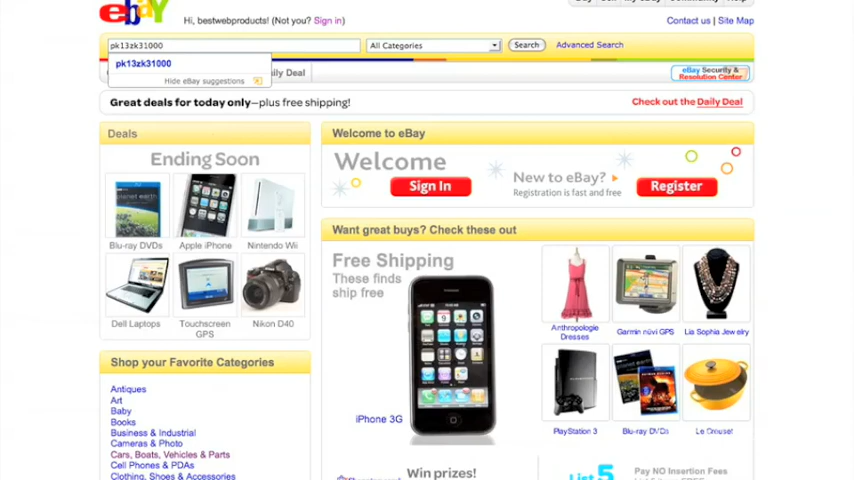 ebaY
Hi, bestwebproducts! (Not you? Sign in)
Contact us | Site Map
pk13zk31000
All Categories
Search
Advanced Search
pk13zk31000
Hide eBay suggestions
Daily Deal
eBay Security &
Resolution Center
Great deals for today only—plus free shipping!
Check out the Daily Deal
Deals
Ending Soon
Blu-ray DVDs
Apple iPhone
Nintendo Wii
Dell Laptops
Touchscreen
GPS
Nikon D40
Shop your Favorite Categories
Antiques
Art
Baby
Books
Business & Industrial
Cameras & Photo
Cars, Boats, Vehicles & Parts
Cell Phones & PDAs
Clothing, Shoes & Accessories
Welcome to eBay
Welcome
Sign In
New to eBay?
Registration is fast and free
Register
Want great buys? Check these out
Free Shipping
These finds
ship free
iPhone 3G
Anthropologie
Dresses
Garmin nüvi GPS
Lia Sophia Jewelry
PlayStation 3
Blu-ray DVDs
Le Creuset
Win prizes!
List 5
Pay NO Insertion Fees